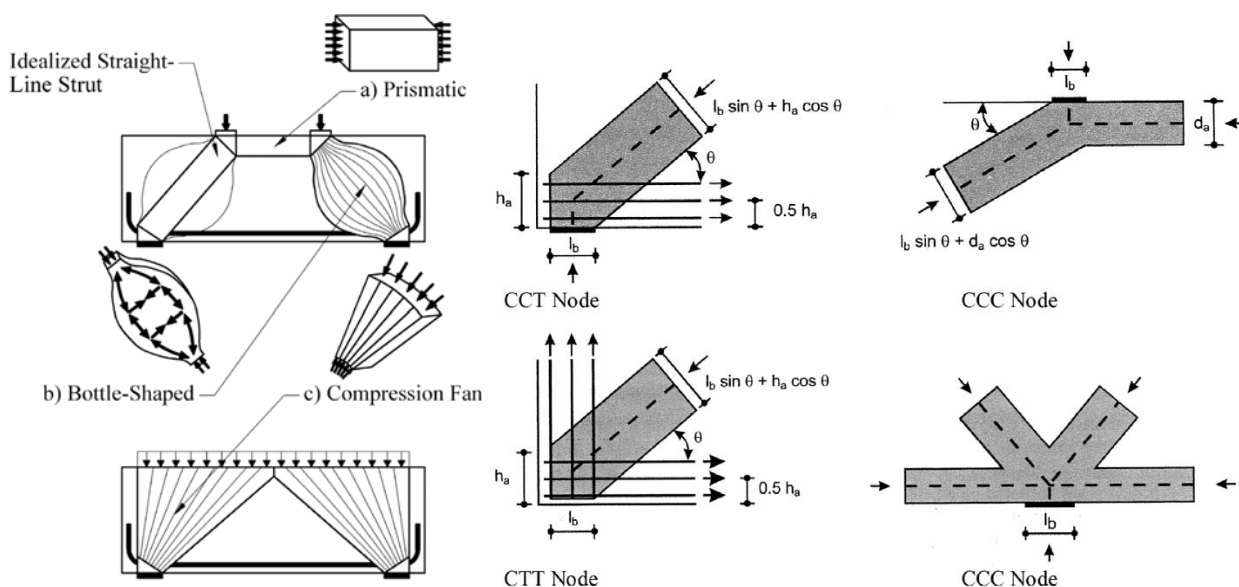 Idealized Straight-
Line Strut
a) Prismatic
b) Bottle-Shaped
c) Compression Fan
l_b sin θ + h_a cos θ
θ
h_a
0.5 h_a
l_b
CCT Node
l_b
θ
d_a
l_b sin θ + d_a cos θ
CCC Node
l_b sin θ + h_a cos θ
θ
h_a
0.5 h_a
l_b
CTT Node
l_b
CCC Node